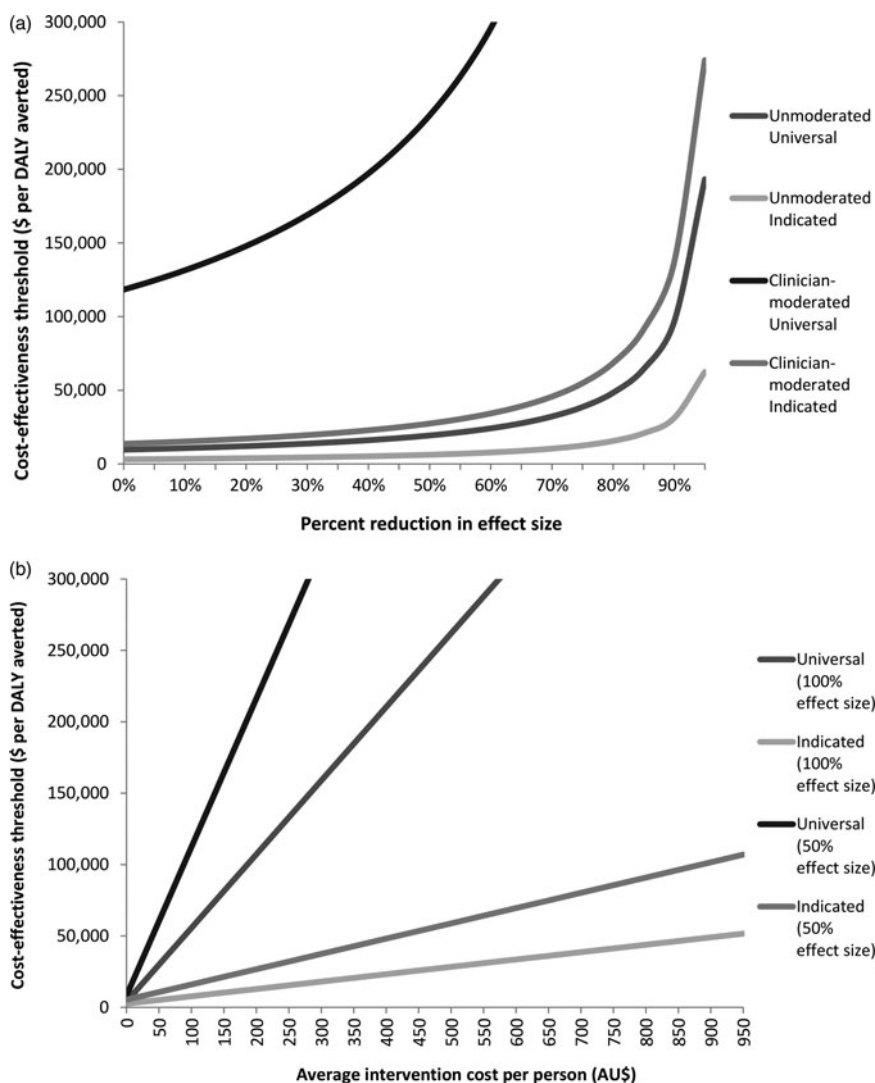 (a)
Cost-effectiveness threshold ($ per DALY averted)
300,000
250,000
200,000
150,000
100,000
50,000
0
0% 10% 20% 30% 40% 50% 60% 70% 80% 90%
Percent reduction in effect size
Unmoderated
Universal
Unmoderated
Indicated
Clinician-
moderated
Universal
Clinician-
moderated
Indicated
(b)
Cost-effectiveness threshold ($ per DALY averted)
300,000
250,000
200,000
150,000
100,000
50,000
0
0 50 100 150 200 250 300 350 400 450 500 550 600 650 700 750 800 850 900 950
Average intervention cost per person (AU$)
Universal
(100%
effect size)
Indicated
(100%
effect size)
Universal
(50%
effect size)
Indicated
(50%
effect size)